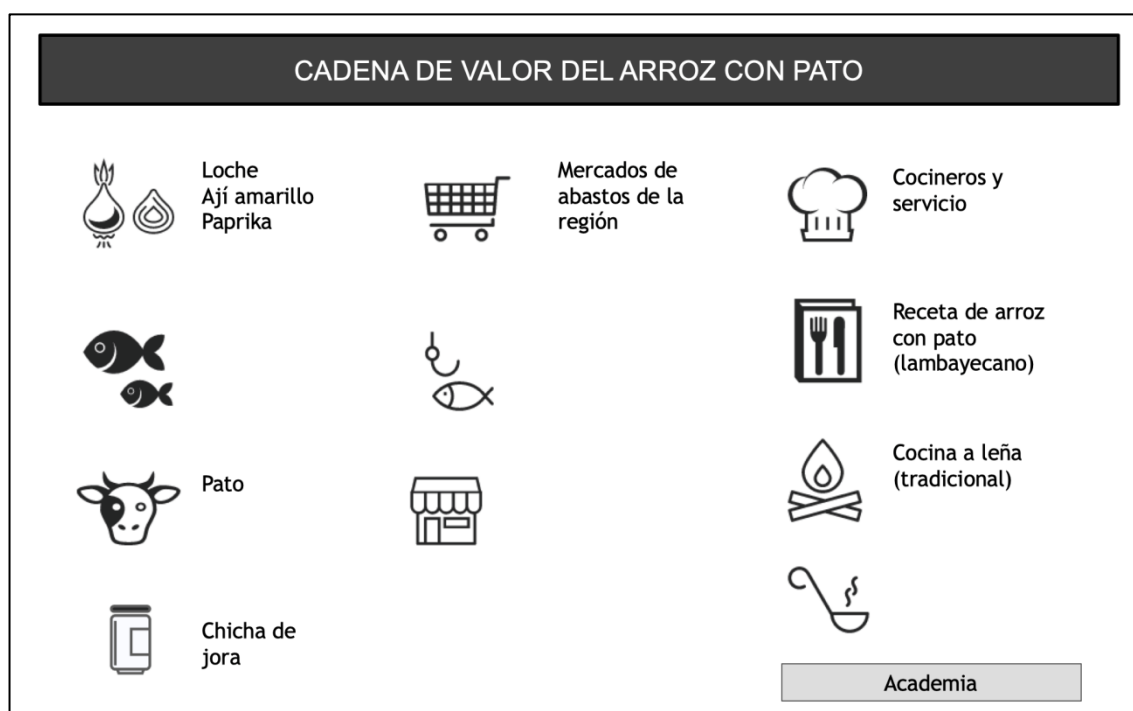 CADENA DE VALOR DEL ARROZ CON PATO
Loche
Ají amarillo
Paprika
Mercados de
abastos de la
región
Cocineros y
servicio
Receta de arroz
con pato
(lambayecano)
Pato
Cocina a leña
(tradicional)
Chicha de
jora
Academia